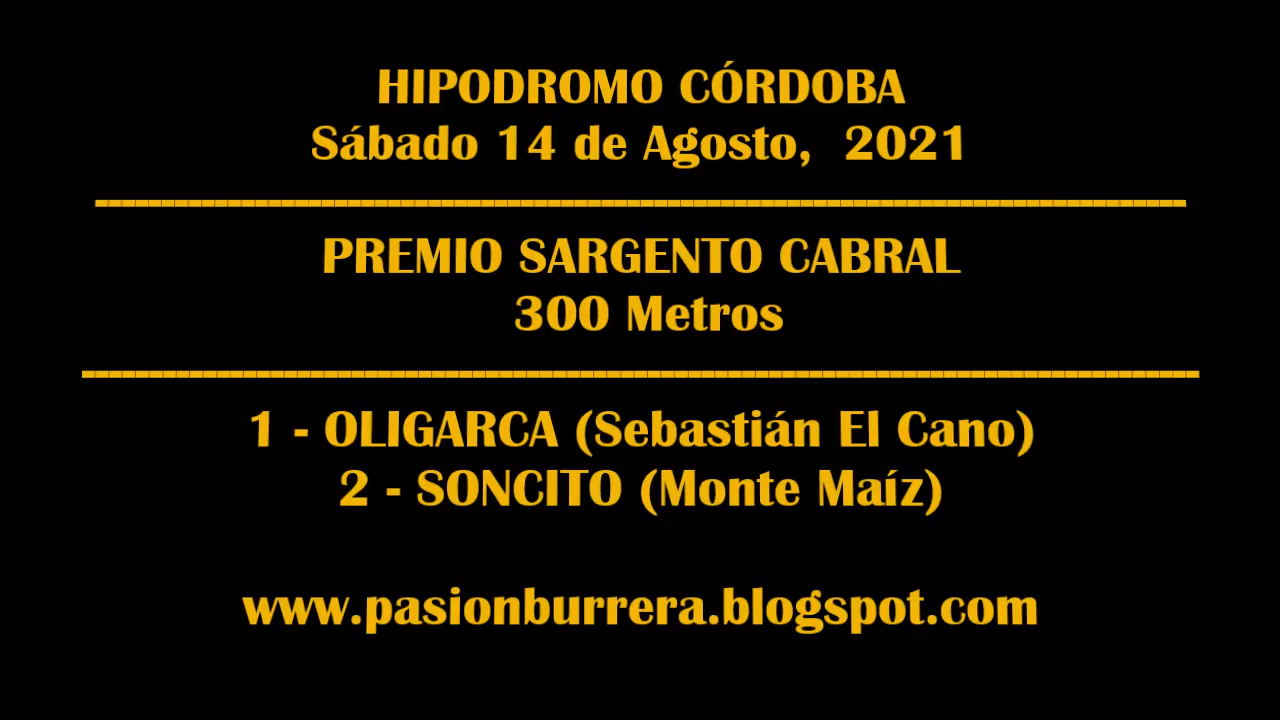 HIPODROMO CÓRDOBA
Sábado 14 de Agosto, 2021
PREMIO SARGENTO CABRAL
300 Metros
1 - OLIGARCA (Sebastián El Cano)
2 - SONCITO (Monte Maíz)
www.pasionburrera.blogspot.com